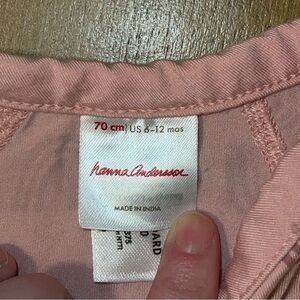 70 cm | US 6-12 mos
hanna andersson
MADE IN INDIA